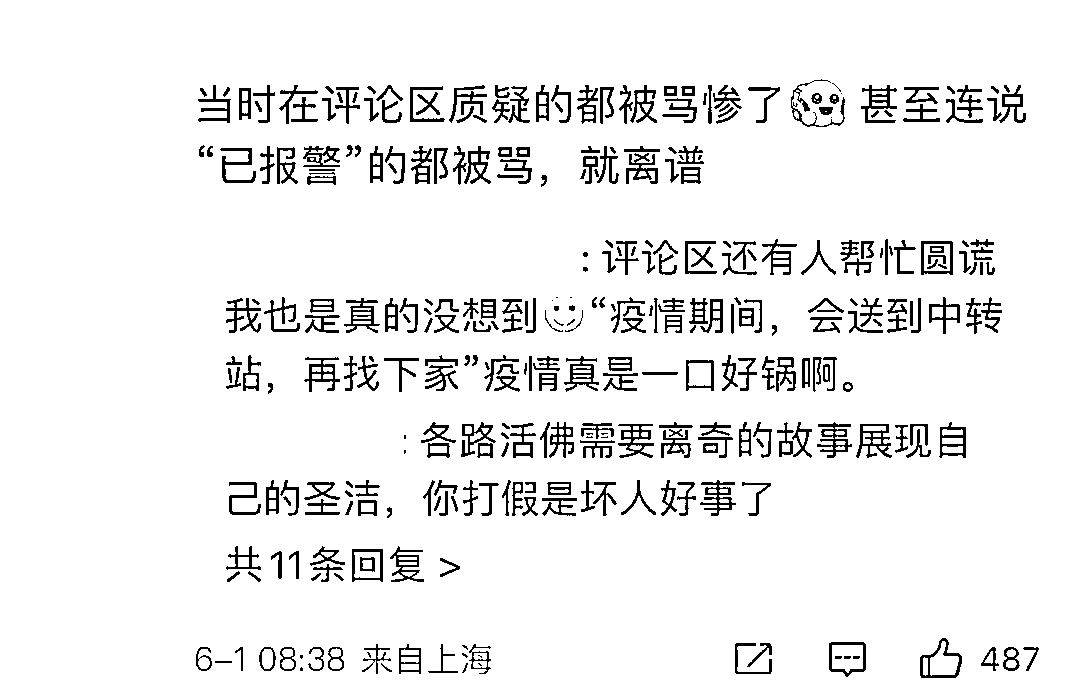 当时在评论区质疑的都被骂惨了 甚至连说
“已报警”的都被骂，就离谱
：评论区还有人帮忙圆谎
我也是真的没想到“疫情期间，会送到中转
站，再找下家”疫情真是一口好锅啊。
：各路活佛需要离奇的故事展现自
己的圣洁，你打假是坏人好事了
共11条回复 >
6-1 08:38 来自上海
487